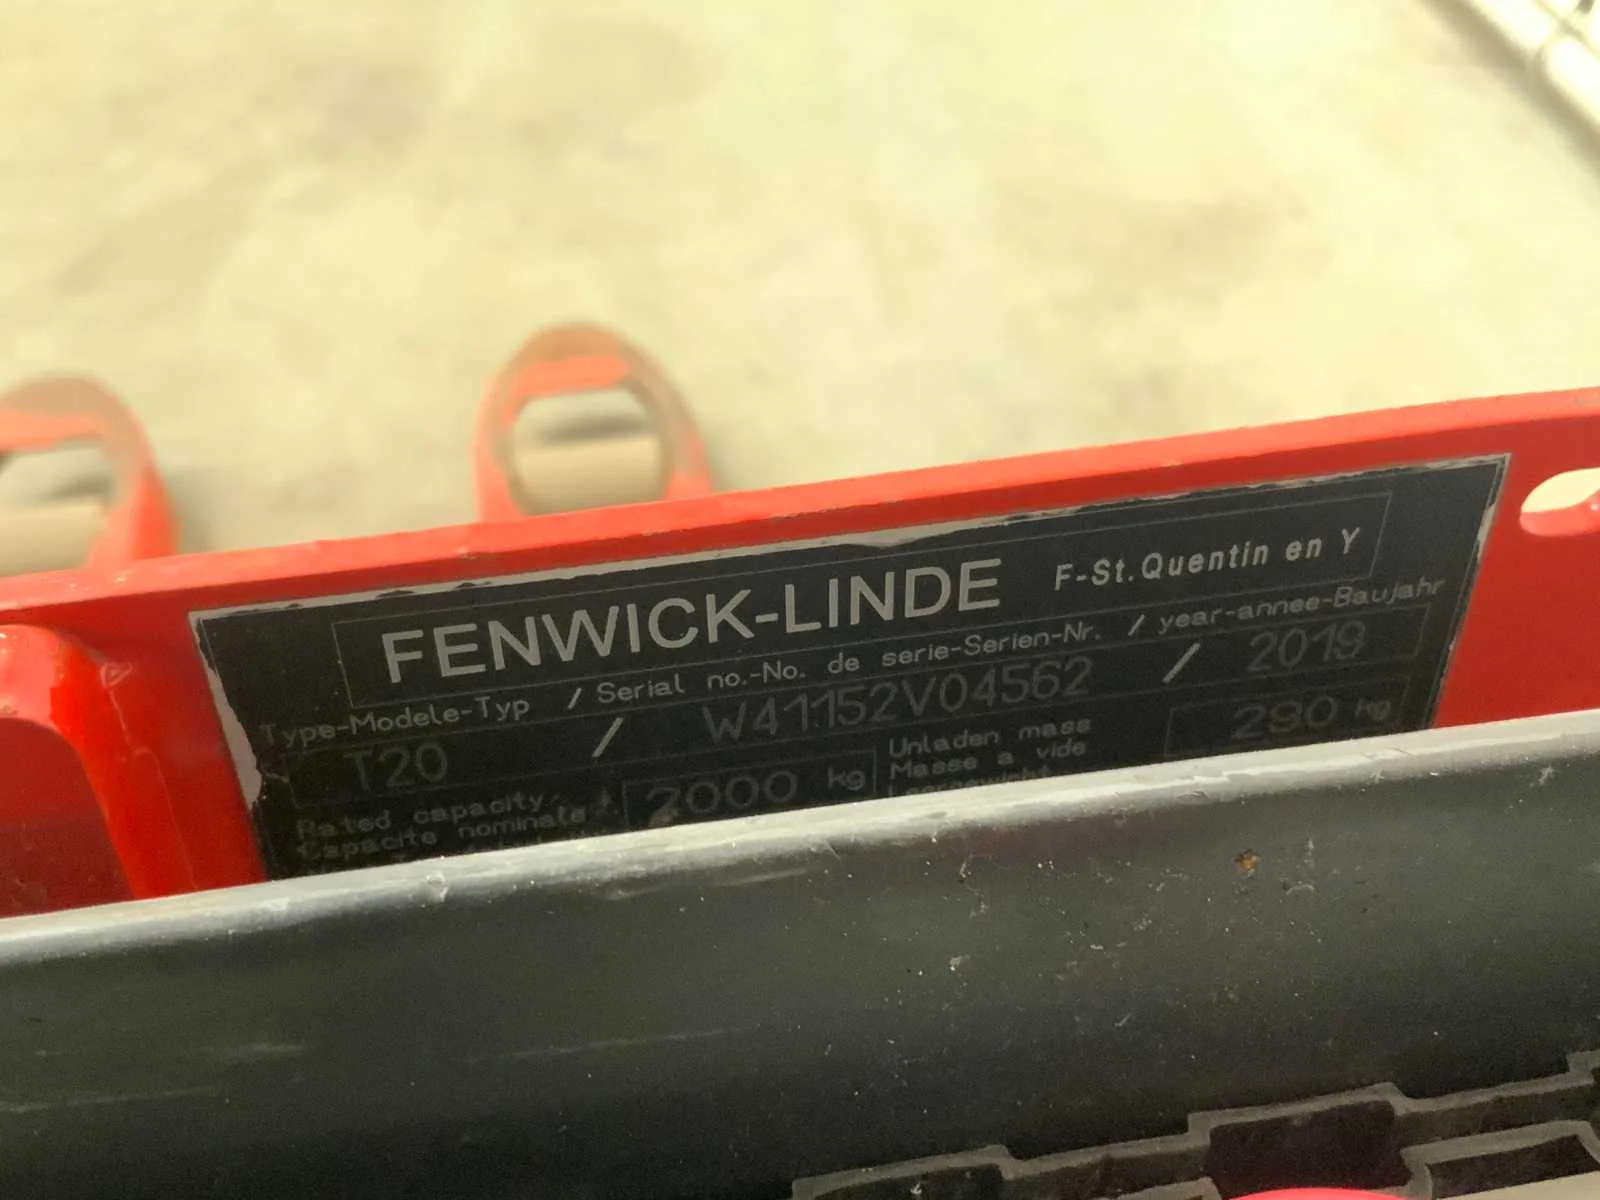 FENWICK-LINDE F-St.Quentin en Y
Type-Modele-Typ / Serial no.-No. de serie-Serien-Nr. / year-annee-Baujahr
T20 / W41152V04562 / 2019
Rated capacity 2000 kg Unladen mass 290 kg
Capacite nominale Masse a vide